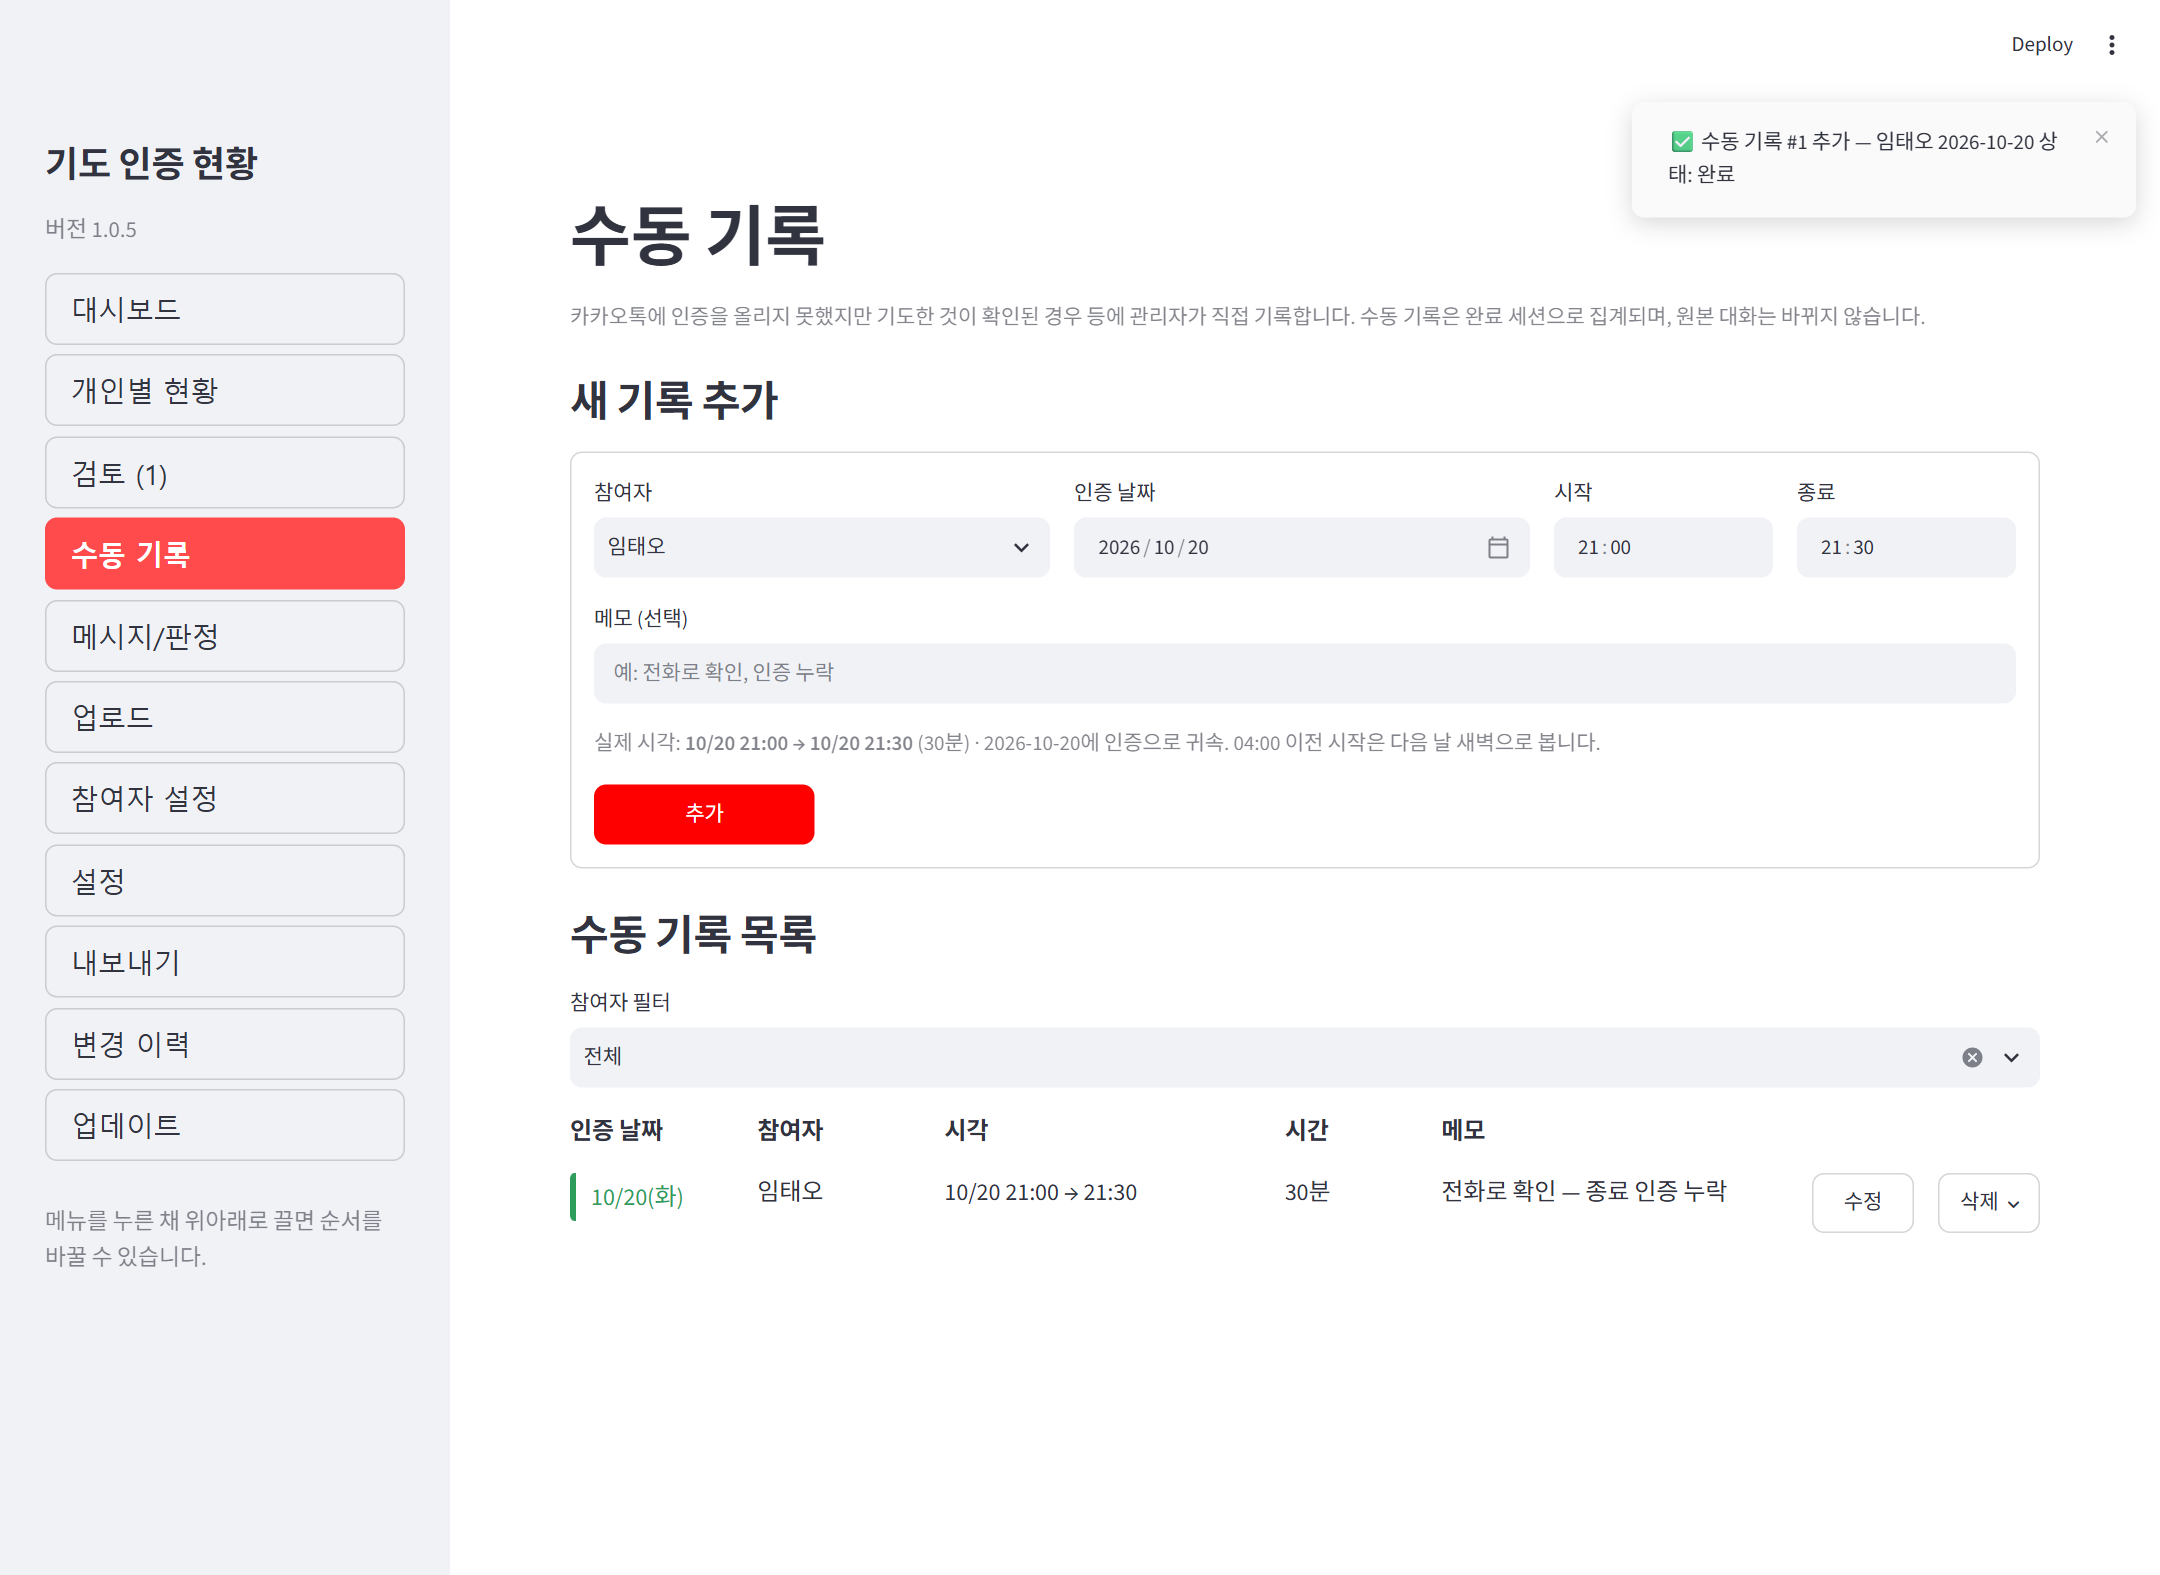 Deploy
✅ 수동 기록 #1 추가 — 임태오 2026-10-20 상
태: 완료
기도 인증 현황
버전 1.0.5
대시보드
개인별 현황
검토 (1)
수동 기록
메시지/판정
업로드
참여자 설정
설정
내보내기
변경 이력
업데이트
메뉴를 누른 채 위아래로 끌면 순서를
바꿀 수 있습니다.
수동 기록
카카오톡에 인증을 올리지 못했지만 기도한 것이 확인된 경우 등에 관리자가 직접 기록합니다. 수동 기록은 완료 세션으로 집계되며, 원본 대화는 바뀌지 않습니다.
새 기록 추가
참여자 인증 날짜 시작 종료
임태오 2026/10/20 21:00 21:30
메모 (선택)
예: 전화로 확인, 인증 누락
실제 시각: 10/20 21:00 → 10/20 21:30 (30분) · 2026-10-20에 인증으로 귀속. 04:00 이전 시작은 다음 날 새벽으로 봅니다.
추가
수동 기록 목록
참여자 필터
전체
인증 날짜 참여자 시각 시간 메모
10/20(화) 임태오 10/20 21:00 → 21:30 30분 전화로 확인 — 종료 인증 누락 수정 삭제